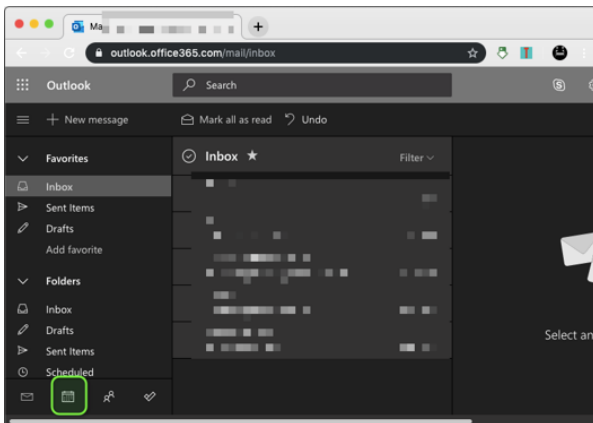 Ma
outlook.office365.com/mail/inbox
Outlook
Search
New message
Mark all as read
Undo
Favorites
Inbox
Filter
Inbox
Sent Items
Drafts
Add favorite
Folders
Inbox
Drafts
Sent Items
Scheduled
Select an